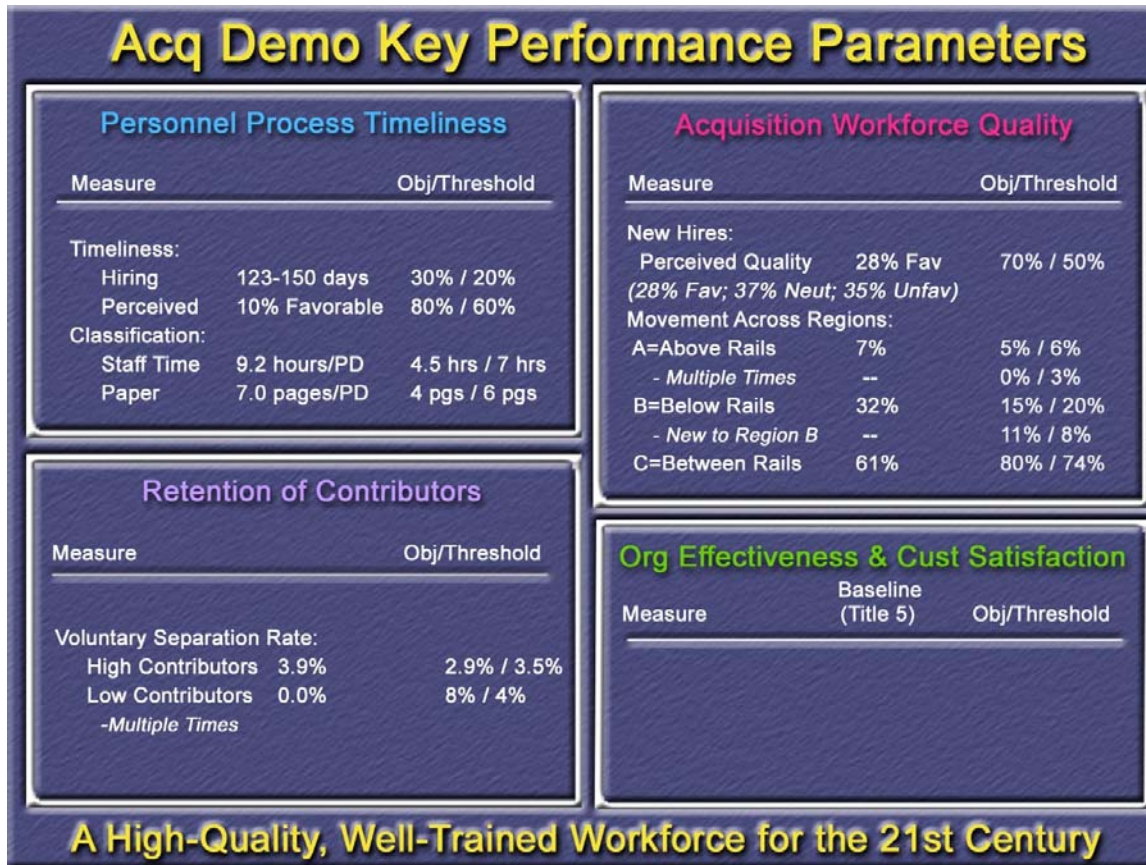 Acq Demo Key Performance Parameters
Personnel Process Timeliness
Measure Obj/Threshold
Timeliness:
Hiring 123-150 days 30% / 20%
Perceived 10% Favorable 80% / 60%
Classification:
Staff Time 9.2 hours/PD 4.5 hrs / 7 hrs
Paper 7.0 pages/PD 4 pgs / 6 pgs
Acquisition Workforce Quality
Measure Obj/Threshold
New Hires:
Perceived Quality 28% Fav 70% / 50%
(28% Fav; 37% Neut; 35% Unfav)
Movement Across Regions:
A=Above Rails 7% 5% / 6%
- Multiple Times -- 0% / 3%
B=Below Rails 32% 15% / 20%
- New to Region B -- 11% / 8%
C=Between Rails 61% 80% / 74%
Retention of Contributors
Measure Obj/Threshold
Voluntary Separation Rate:
High Contributors 3.9% 2.9% / 3.5%
Low Contributors 0.0% 8% / 4%
-Multiple Times
Org Effectiveness & Cust Satisfaction
Baseline
Measure (Title 5) Obj/Threshold
A High-Quality, Well-Trained Workforce for the 21st Century